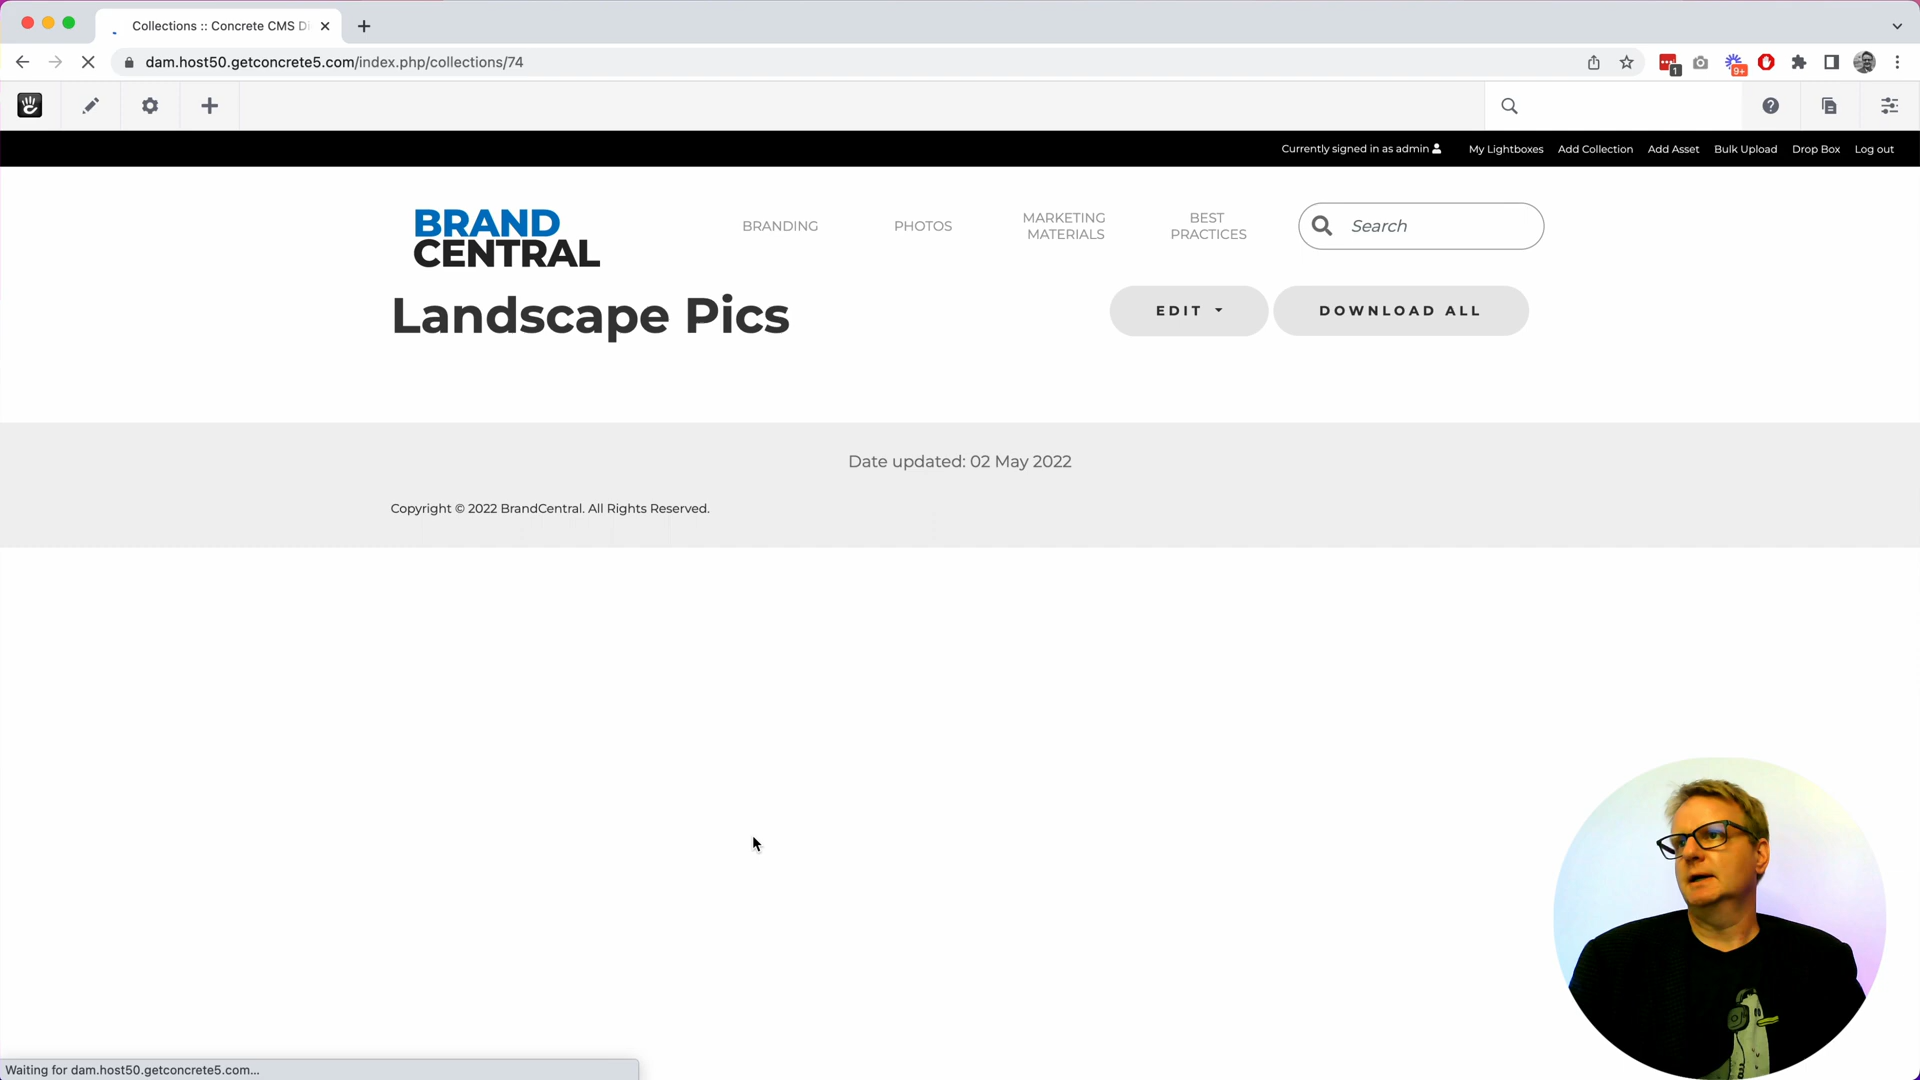 Collections :: Concrete CMS Di
dam.host50.getconcrete5.com/index.php/collections/74
1
9+
Currently signed in as admin
My Lightboxes
Add Collection
Add Asset
Bulk Upload
Drop Box
Log out
BRAND
CENTRAL
BRANDING
PHOTOS
MARKETING
MATERIALS
BEST
PRACTICES
Search
Landscape Pics
EDIT
DOWNLOAD ALL
Date updated: 02 May 2022
Copyright © 2022 BrandCentral. All Rights Reserved.
Waiting for dam.host50.getconcrete5.com...